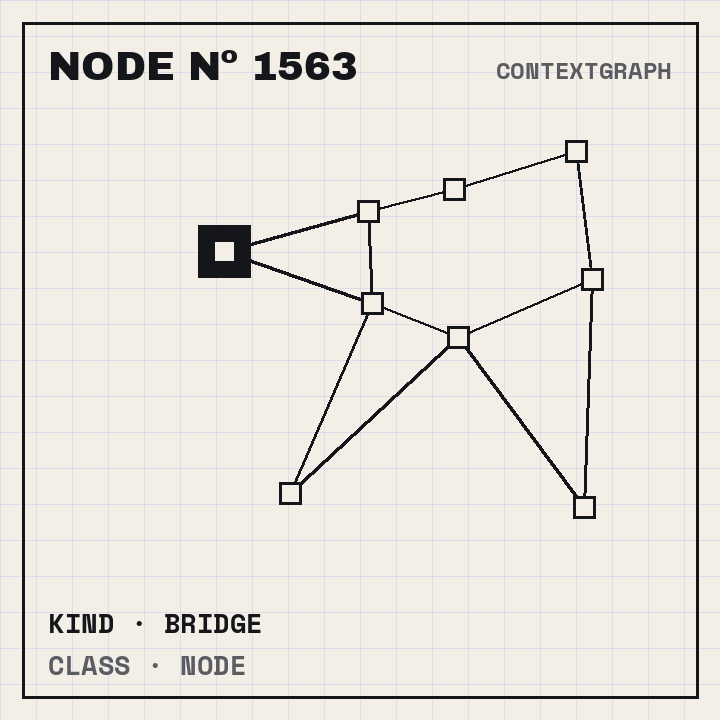 NODE Nº 1563
CONTEXTGRAPH
KIND · BRIDGE
CLASS · NODE